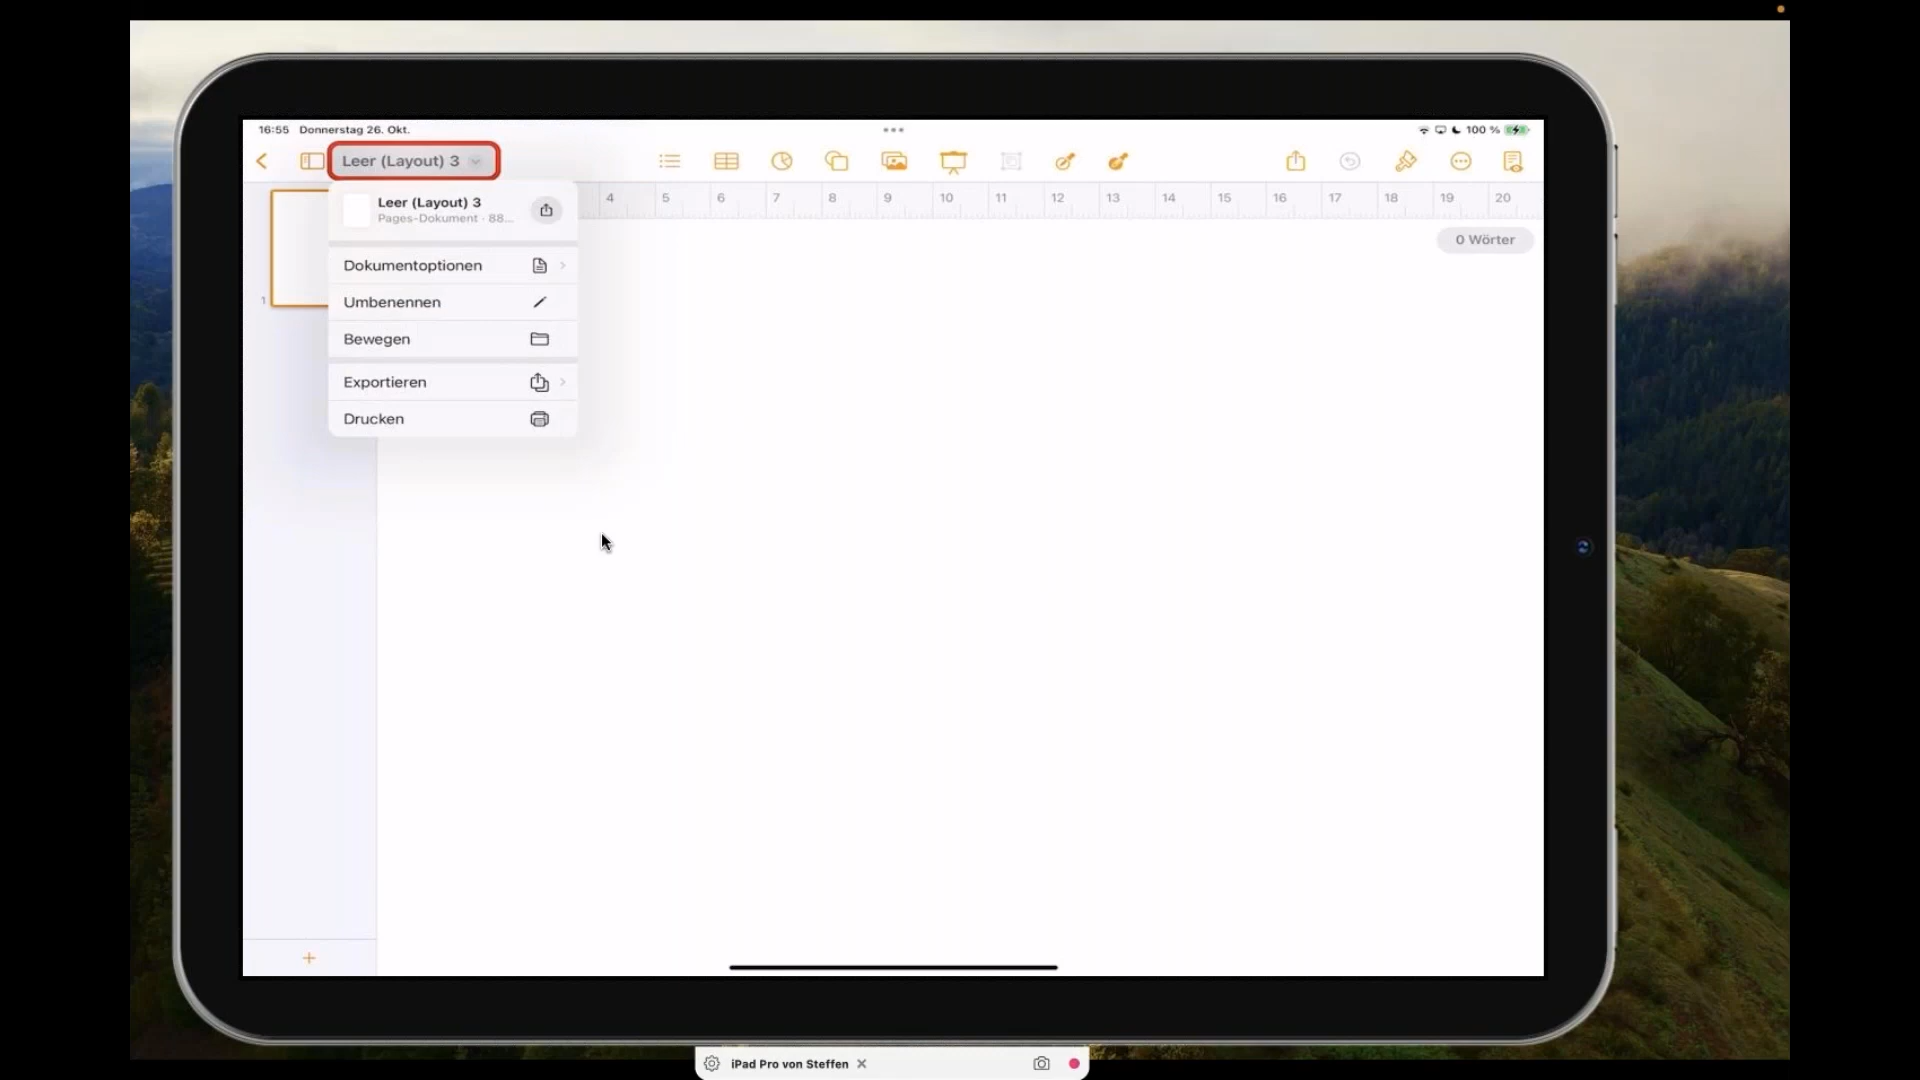 16:55 Donnerstag 26. Okt.
100 %
Leer (Layout) 3
Leer (Layout) 3
Pages-Dokument · 88...
4 5 6 7 8 9 10 11 12 13 14 15 16 17 18 19 20
0 Wörter
Dokumentoptionen
1
Umbenennen
Bewegen
Exportieren
Drucken
iPad Pro von Steffen